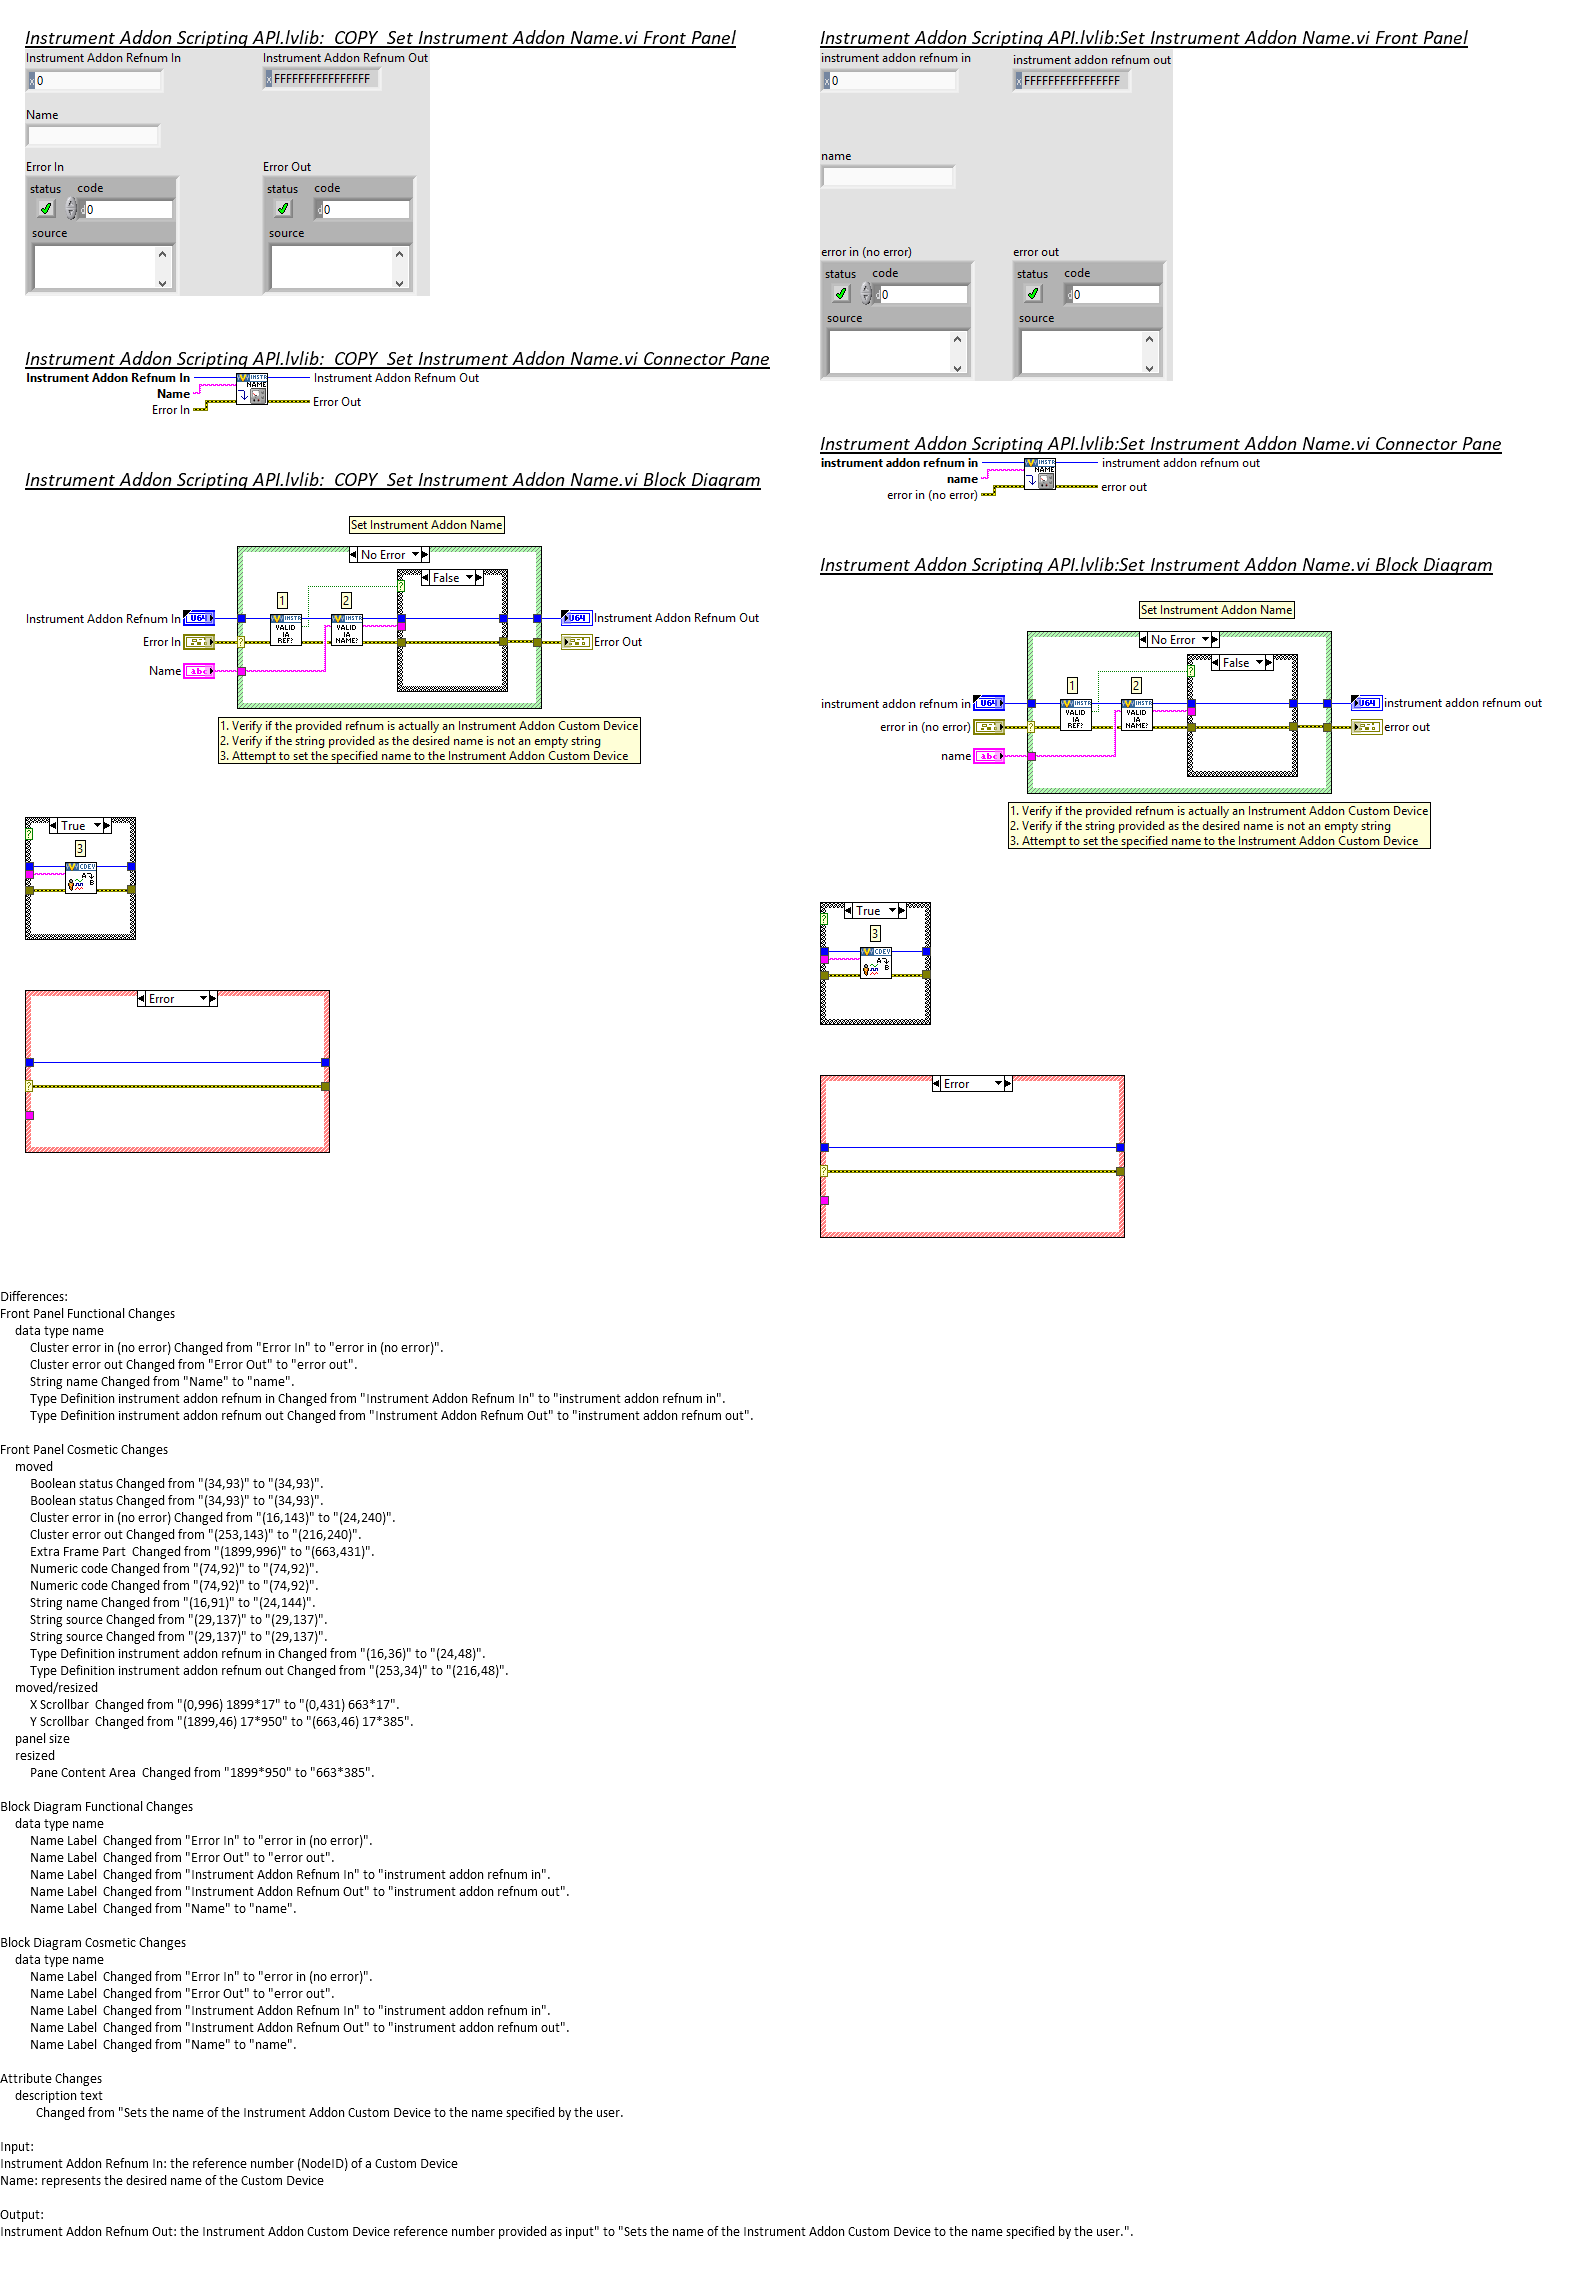 Instrument Addon Scripting API.lvlib:  COPY  Set Instrument Addon Name.vi Front Panel
Instrument Addon Refnum In
Instrument Addon Refnum Out
x 0
x FFFFFFFFFFFFFFFF
Name
Error In
Error Out
status code
d 0
source
status code
d 0
source
Instrument Addon Scripting API.lvlib:  COPY  Set Instrument Addon Name.vi Connector Pane
Instrument Addon Refnum In
Instrument Addon Refnum Out
Name
Error In
Error Out
INSTR
NAME
Instrument Addon Scripting API.lvlib:  COPY  Set Instrument Addon Name.vi Block Diagram
Set Instrument Addon Name
No Error
False
?
1
2
Instrument Addon Refnum In
U64
INSTR
VALID
IA
REF?
INSTR
VALID
IA
NAME?
U64
Instrument Addon Refnum Out
Error In
?
Error Out
Name
abc
1. Verify if the provided refnum is actually an Instrument Addon Custom Device
2. Verify if the string provided as the desired name is not an empty string
3. Attempt to set the specified name to the Instrument Addon Custom Device
True
?
3
CDEV
A
B
Error
?
Instrument Addon Scripting API.lvlib:Set Instrument Addon Name.vi Front Panel
instrument addon refnum in
instrument addon refnum out
x 0
x FFFFFFFFFFFFFFFF
name
error in (no error)
error out
status code
d 0
source
status code
d 0
source
Instrument Addon Scripting API.lvlib:Set Instrument Addon Name.vi Connector Pane
instrument addon refnum in
instrument addon refnum out
name
error in (no error)
error out
INSTR
NAME
Instrument Addon Scripting API.lvlib:Set Instrument Addon Name.vi Block Diagram
Set Instrument Addon Name
No Error
False
?
1
2
instrument addon refnum in
U64
INSTR
VALID
IA
REF?
INSTR
VALID
IA
NAME?
U64
instrument addon refnum out
error in (no error)
?
error out
name
abc
1. Verify if the provided refnum is actually an Instrument Addon Custom Device
2. Verify if the string provided as the desired name is not an empty string
3. Attempt to set the specified name to the Instrument Addon Custom Device
True
?
3
CDEV
A
B
Error
?
Differences:
Front Panel Functional Changes
data type name
Cluster error in (no error) Changed from "Error In" to "error in (no error)".
Cluster error out Changed from "Error Out" to "error out".
String name Changed from "Name" to "name".
Type Definition instrument addon refnum in Changed from "Instrument Addon Refnum In" to "instrument addon refnum in".
Type Definition instrument addon refnum out Changed from "Instrument Addon Refnum Out" to "instrument addon refnum out".
Front Panel Cosmetic Changes
moved
Boolean status Changed from "(34,93)" to "(34,93)".
Boolean status Changed from "(34,93)" to "(34,93)".
Cluster error in (no error) Changed from "(16,143)" to "(24,240)".
Cluster error out Changed from "(253,143)" to "(216,240)".
Extra Frame Part  Changed from "(1899,996)" to "(663,431)".
Numeric code Changed from "(74,92)" to "(74,92)".
Numeric code Changed from "(74,92)" to "(74,92)".
String name Changed from "(16,91)" to "(24,144)".
String source Changed from "(29,137)" to "(29,137)".
String source Changed from "(29,137)" to "(29,137)".
Type Definition instrument addon refnum in Changed from "(16,36)" to "(24,48)".
Type Definition instrument addon refnum out Changed from "(253,34)" to "(216,48)".
moved/resized
X Scrollbar  Changed from "(0,996) 1899*17" to "(0,431) 663*17".
Y Scrollbar  Changed from "(1899,46) 17*950" to "(663,46) 17*385".
panel size
resized
Pane Content Area  Changed from "1899*950" to "663*385".
Block Diagram Functional Changes
data type name
Name Label  Changed from "Error In" to "error in (no error)".
Name Label  Changed from "Error Out" to "error out".
Name Label  Changed from "Instrument Addon Refnum In" to "instrument addon refnum in".
Name Label  Changed from "Instrument Addon Refnum Out" to "instrument addon refnum out".
Name Label  Changed from "Name" to "name".
Block Diagram Cosmetic Changes
data type name
Name Label  Changed from "Error In" to "error in (no error)".
Name Label  Changed from "Error Out" to "error out".
Name Label  Changed from "Instrument Addon Refnum In" to "instrument addon refnum in".
Name Label  Changed from "Instrument Addon Refnum Out" to "instrument addon refnum out".
Name Label  Changed from "Name" to "name".
Attribute Changes
description text
Changed from "Sets the name of the Instrument Addon Custom Device to the name specified by the user.
Input:
Instrument Addon Refnum In: the reference number (NodeID) of a Custom Device
Name: represents the desired name of the Custom Device
Output:
Instrument Addon Refnum Out: the Instrument Addon Custom Device reference number provided as input" to "Sets the name of the Instrument Addon Custom Device to the name specified by the user.".